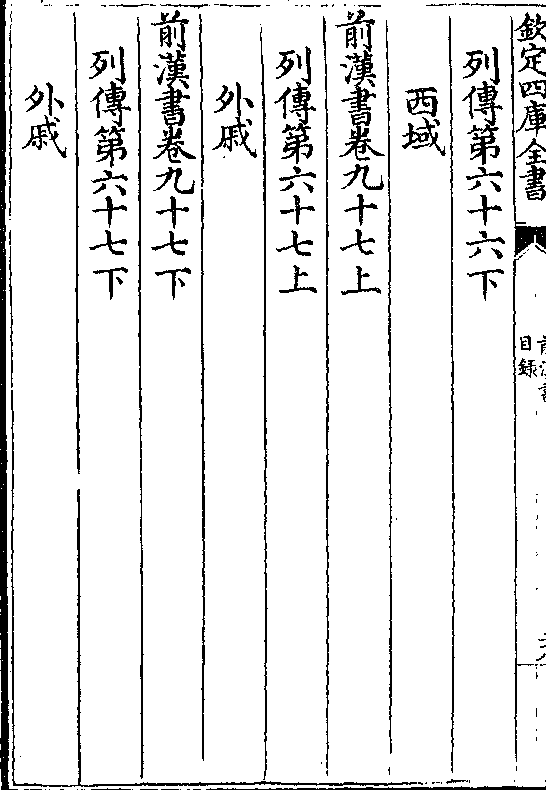 欽定四庫全書
前漢書
目録
列傳第六十六下
西域
前漢書卷九十七上
列傳第六十七上
外戚
前漢書卷九十七下
列傳第六十七下
外戚